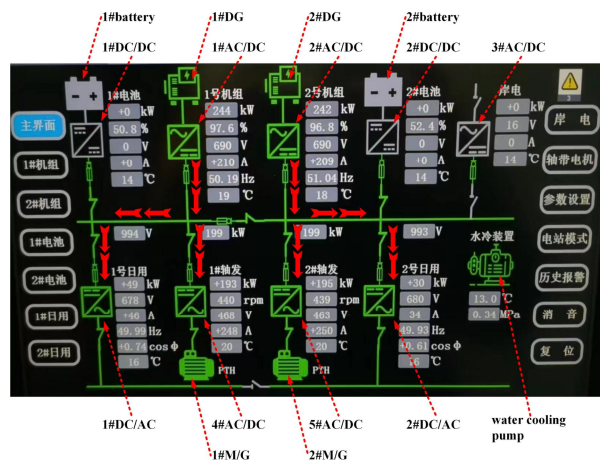 1#battery 1#DG 2#DG 2#battery
1#DC/DC 1#AC/DC 2#AC/DC 2#DC/DC 3#AC/DC
1#电池 1号机组 2号机组 2#电池 岸电
+0 kW 244 kW 242 kW +0 kW +0 kW
50.8 % 97.6 % 96.8 % 52.4 % 16 V
0 V 690 V 690 V 0 V 0 A
+0 A +210 A +209 A +0 A 14 ℃
14 ℃ 50.19 Hz 51.04 Hz 14 ℃
19 ℃ 18 ℃
3
主界面
1#机组
2#机组
1#电池
2#电池
1#日用
2#日用
岸 电
轴带电机
参数设置
电站模式
历史报警
消 音
复 位
994 V 199 kW 199 kW 993 V
1号日用 1#轴发 2#轴发 2号日用 水冷装置
+49 kW +193 kW +195 kW +30 kW
678 V 440 rpm 439 rpm 680 V
+46 A 468 V 463 V 34 A
49.99 Hz +248 A +250 A 49.93 Hz
+0.74 cosφ 20 ℃ 20 ℃ +0.61 cosφ
16 ℃ PTH PTH 16 ℃
13.0 ℃
0.34 MPa
1#DC/AC 4#AC/DC 5#AC/DC 2#DC/AC water cooling
pump
1#M/G 2#M/G